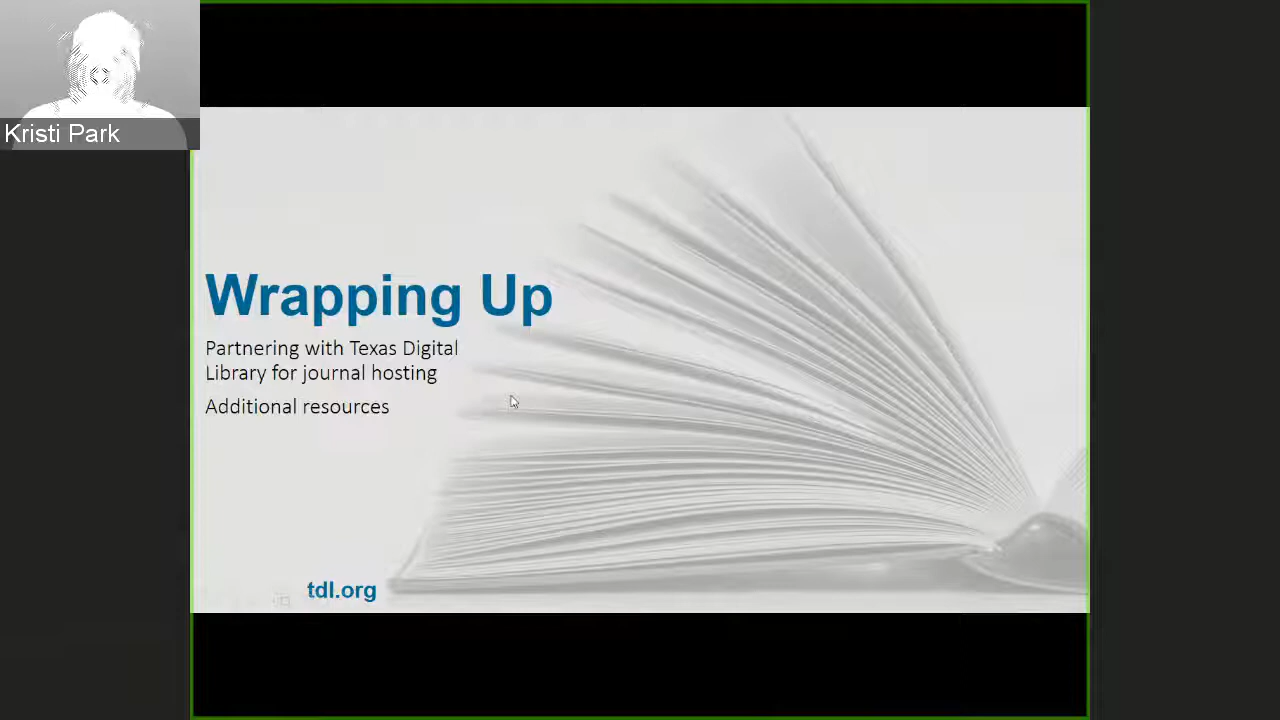 Kristi Park
Wrapping Up
Partnering with Texas Digital
Library for journal hosting
Additional resources
tdl.org